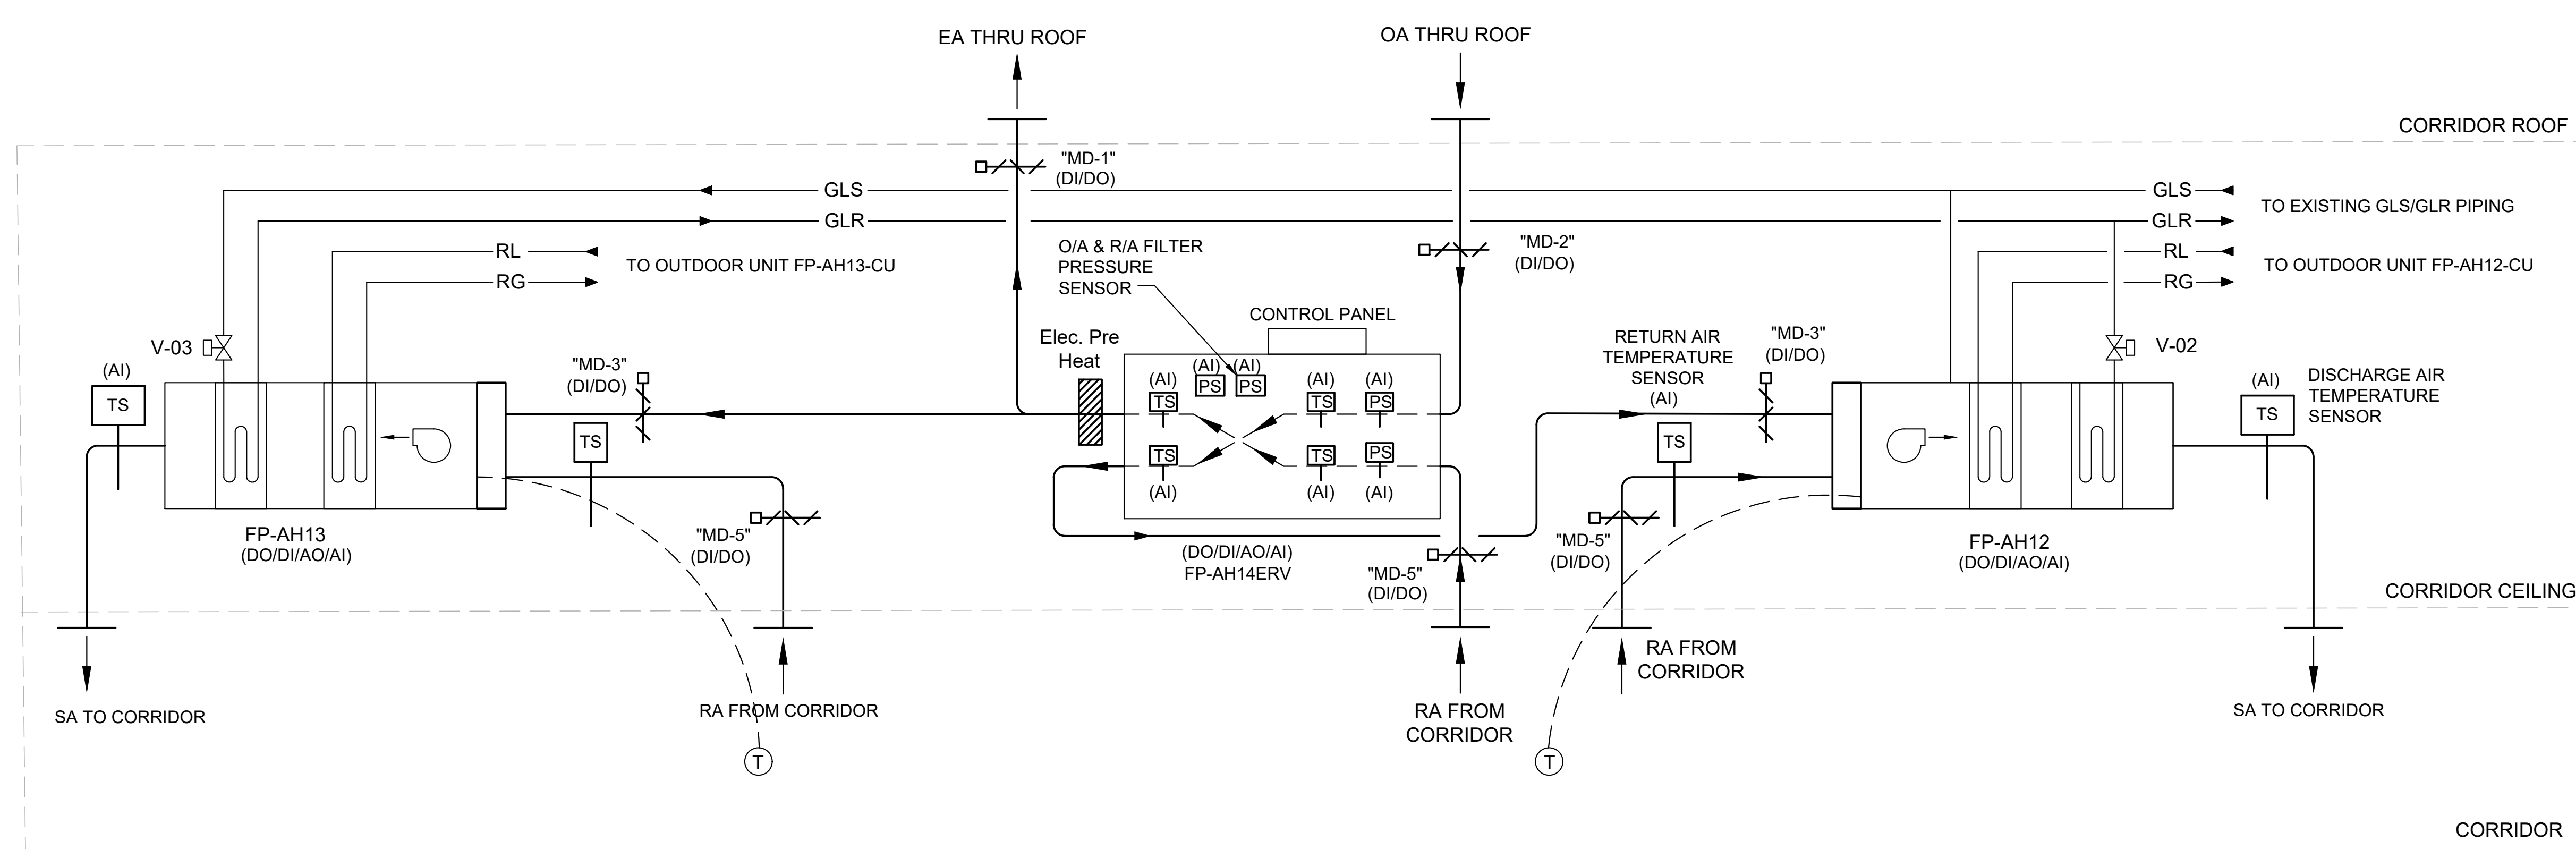 EA THRU ROOF
OA THRU ROOF
CORRIDOR ROOF
"MD-1"
(DI/DO)
GLS
GLS
GLR
GLR
TO EXISTING GLS/GLR PIPING
RL
RG
TO OUTDOOR UNIT FP-AH13-CU
O/A & R/A FILTER
PRESSURE
SENSOR
"MD-2"
(DI/DO)
RL
RG
TO OUTDOOR UNIT FP-AH12-CU
CONTROL PANEL
Elec. Pre
Heat
V-03
(AI)
TS
"MD-3"
(DI/DO)
TS
(AI)
(AI)
PS
PS
(AI)
TS
(AI)
TS
(AI)
PS
TS
(AI)
TS
(AI)
PS
(AI)
RETURN AIR
TEMPERATURE
SENSOR
(AI)
TS
"MD-3"
(DI/DO)
V-02
(AI)
TS
DISCHARGE AIR
TEMPERATURE
SENSOR
FP-AH13
(DO/DI/AO/AI)
"MD-5"
(DI/DO)
(DO/DI/AO/AI)
FP-AH14ERV
"MD-5"
(DI/DO)
"MD-5"
(DI/DO)
FP-AH12
(DO/DI/AO/AI)
CORRIDOR CEILING
SA TO CORRIDOR
RA FROM CORRIDOR
T
RA FROM
CORRIDOR
RA FROM
CORRIDOR
T
SA TO CORRIDOR
CORRIDOR